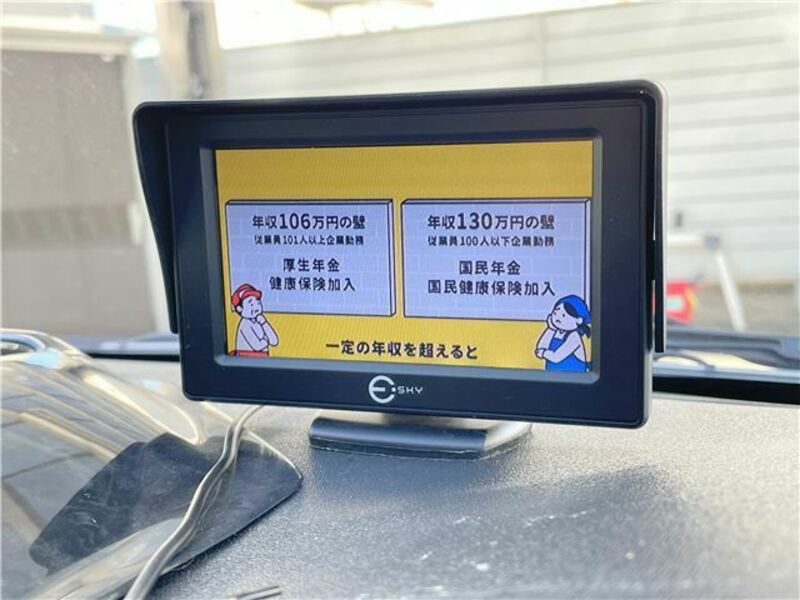 年収106万円の壁
従業員101人以上企業勤務
厚生年金
健康保険加入
年収130万円の壁
従業員100人以下企業勤務
国民年金
国民健康保険加入
一定の年収を超えると
E-SKY